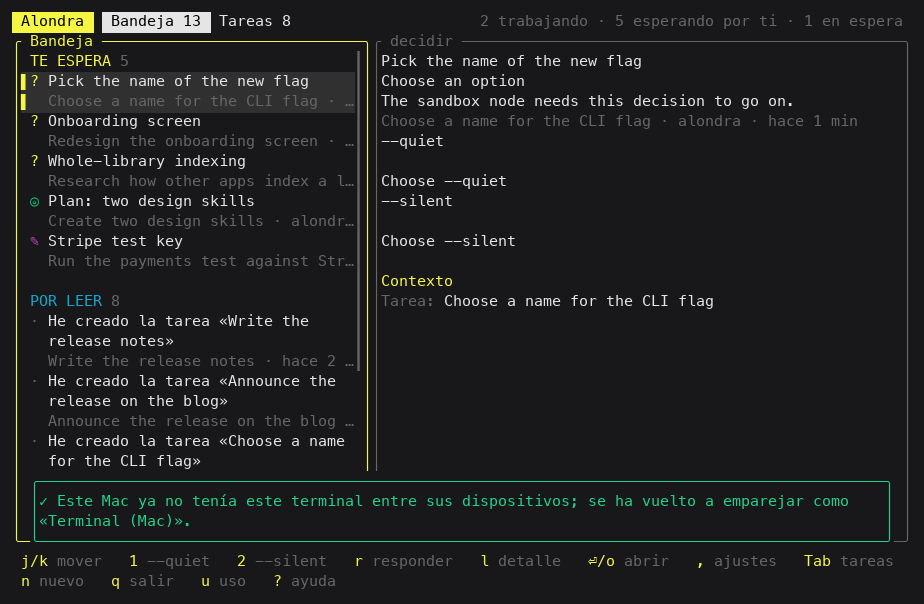 Alondra  Bandeja 13  Tareas 8  2 trabajando · 5 esperando por ti · 1 en espera
Bandeja
TE ESPERA 5
? Pick the name of the new flag
Choose a name for the CLI flag · …
? Onboarding screen
Redesign the onboarding screen · …
? Whole-library indexing
Research how other apps index a l…
☺ Plan: two design skills
Create two design skills · alondr…
✎ Stripe test key
Run the payments test against Str…
POR LEER 8
· He creado la tarea «Write the
release notes»
Write the release notes · hace 2 …
· He creado la tarea «Announce the
release on the blog»
Announce the release on the blog …
· He creado la tarea «Choose a name
for the CLI flag»
decidir
Pick the name of the new flag
Choose an option
The sandbox node needs this decision to go on.
Choose a name for the CLI flag · alondra · hace 1 min
--quiet
Choose --quiet
--silent
Choose --silent
Contexto
Tarea: Choose a name for the CLI flag
✓ Este Mac ya no tenía este terminal entre sus dispositivos; se ha vuelto a emparejar como
«Terminal (Mac)».
j/k mover  1 --quiet  2 --silent  r responder  l detalle  ⏎/o abrir  , ajustes  Tab tareas
n nuevo  q salir  u uso  ? ayuda